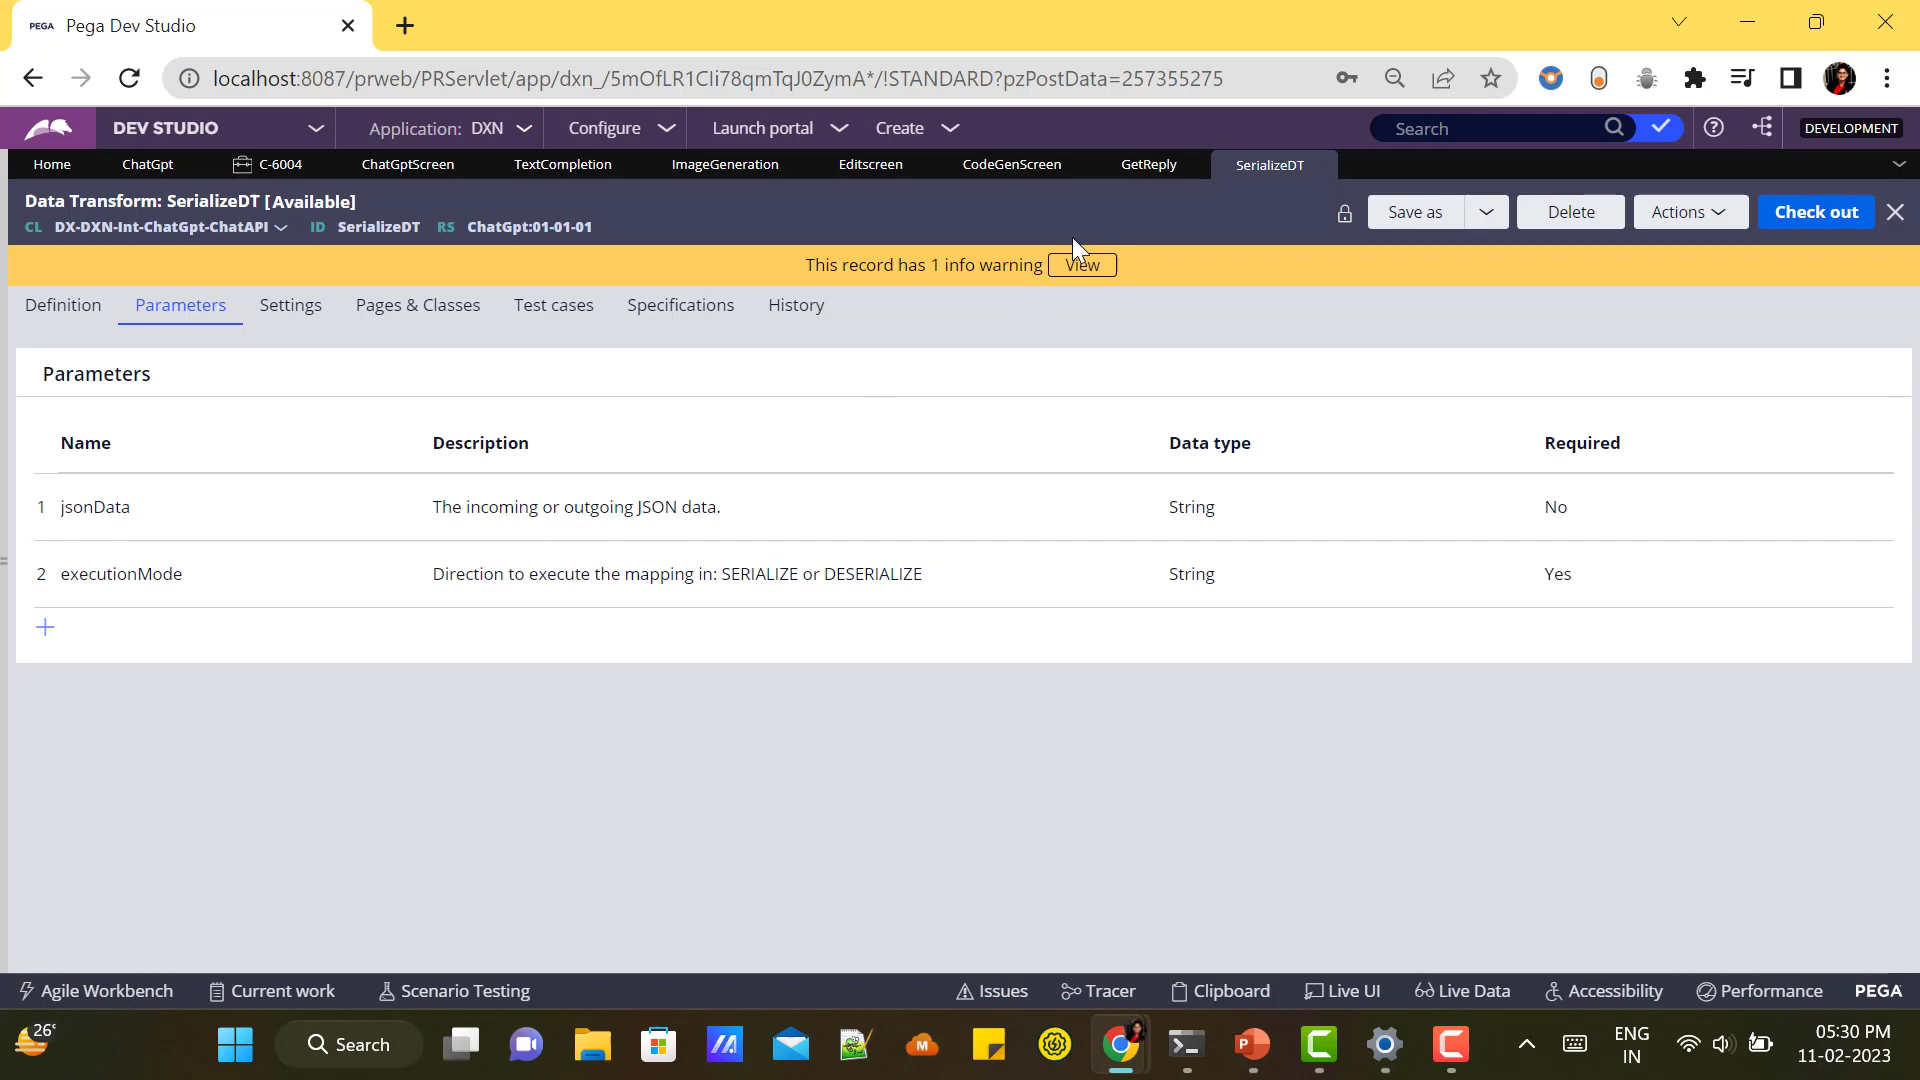 PEGA Pega Dev Studio
localhost:8087/prweb/PRServlet/app/dxn_/5mOfLR1CIi78qmTqJ0ZymA*/!STANDARD?pzPostData=257355275
DEV STUDIO Application: DXN Configure Launch portal Create Search DEVELOPMENT
Home ChatGpt C-6004 ChatGptScreen TextCompletion ImageGeneration Editscreen CodeGenScreen GetReply SerializeDT
Data Transform: SerializeDT [Available]
CL DX-DXN-Int-ChatGpt-ChatAPI ID SerializeDT RS ChatGpt:01-01-01
Save as Delete Actions Check out
This record has 1 info warning View
Definition Parameters Settings Pages & Classes Test cases Specifications History
Parameters
Name Description Data type Required
1 jsonData The incoming or outgoing JSON data. String No
2 executionMode Direction to execute the mapping in: SERIALIZE or DESERIALIZE String Yes
Agile Workbench Current work Scenario Testing Issues Tracer Clipboard Live UI Live Data Accessibility Performance PEGA
26°
Search
ENG
IN
05:30 PM
11-02-2023